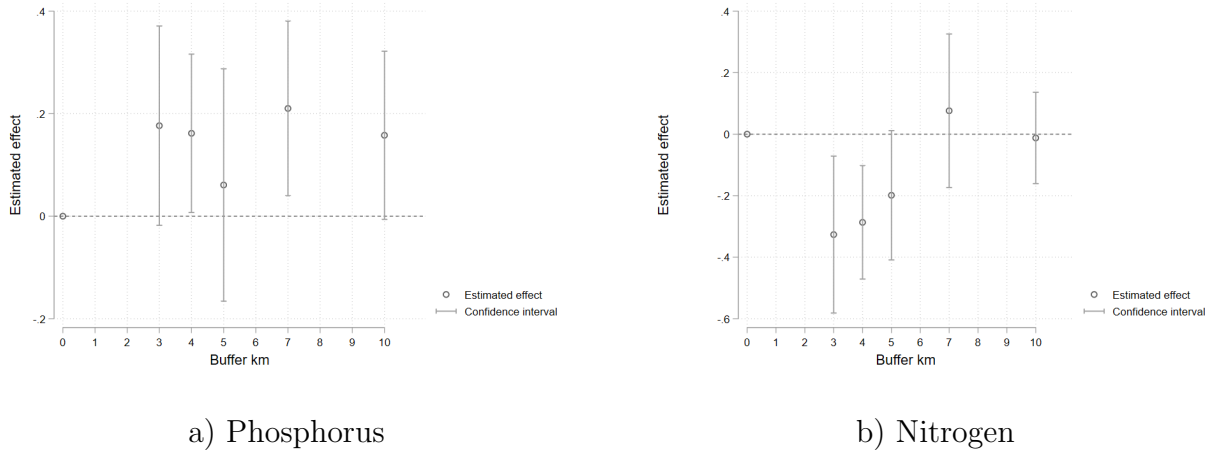 .4
.2
0
-.2
Estimated effect
0 1 2 3 4 5 6 7 8 9 10
Buffer km
Estimated effect
Confidence interval
a) Phosphorus
.4
.2
0
-.2
-.4
-.6
Estimated effect
0 1 2 3 4 5 6 7 8 9 10
Buffer km
Estimated effect
Confidence interval
b) Nitrogen